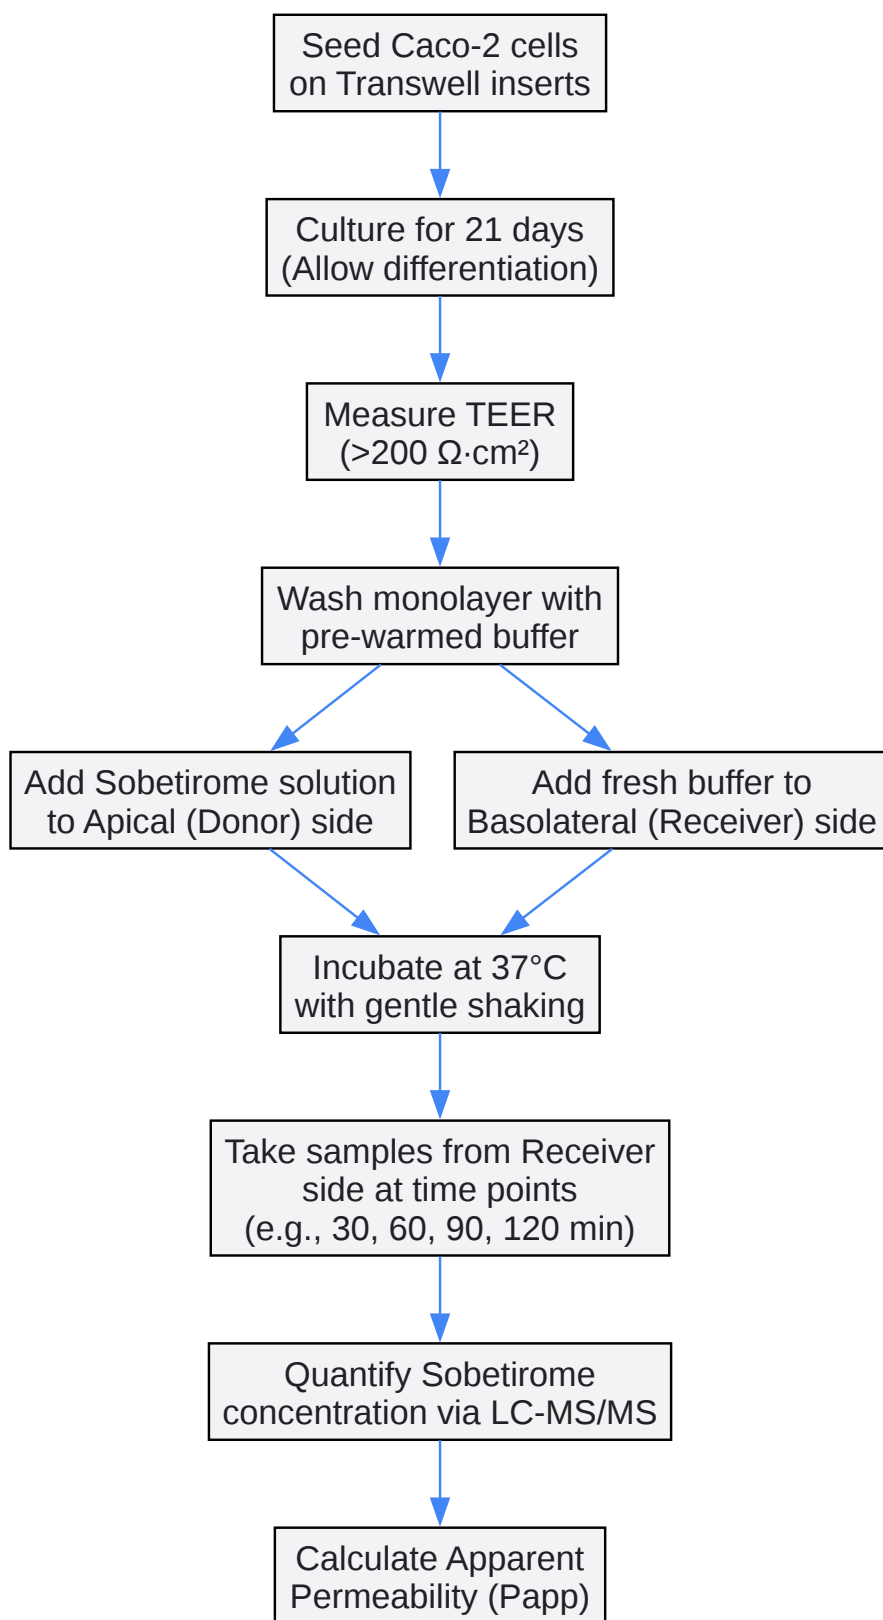 Seed Caco-2 cells
on Transwell inserts
Culture for 21 days
(Allow differentiation)
Measure TEER
(>200 Ω·cm²)
Wash monolayer with
pre-warmed buffer
Add Sobetirome solution
to Apical (Donor) side
Add fresh buffer to
Basolateral (Receiver) side
Incubate at 37°C
with gentle shaking
Take samples from Receiver
side at time points
(e.g., 30, 60, 90, 120 min)
Quantify Sobetirome
concentration via LC-MS/MS
Calculate Apparent
Permeability (Papp)